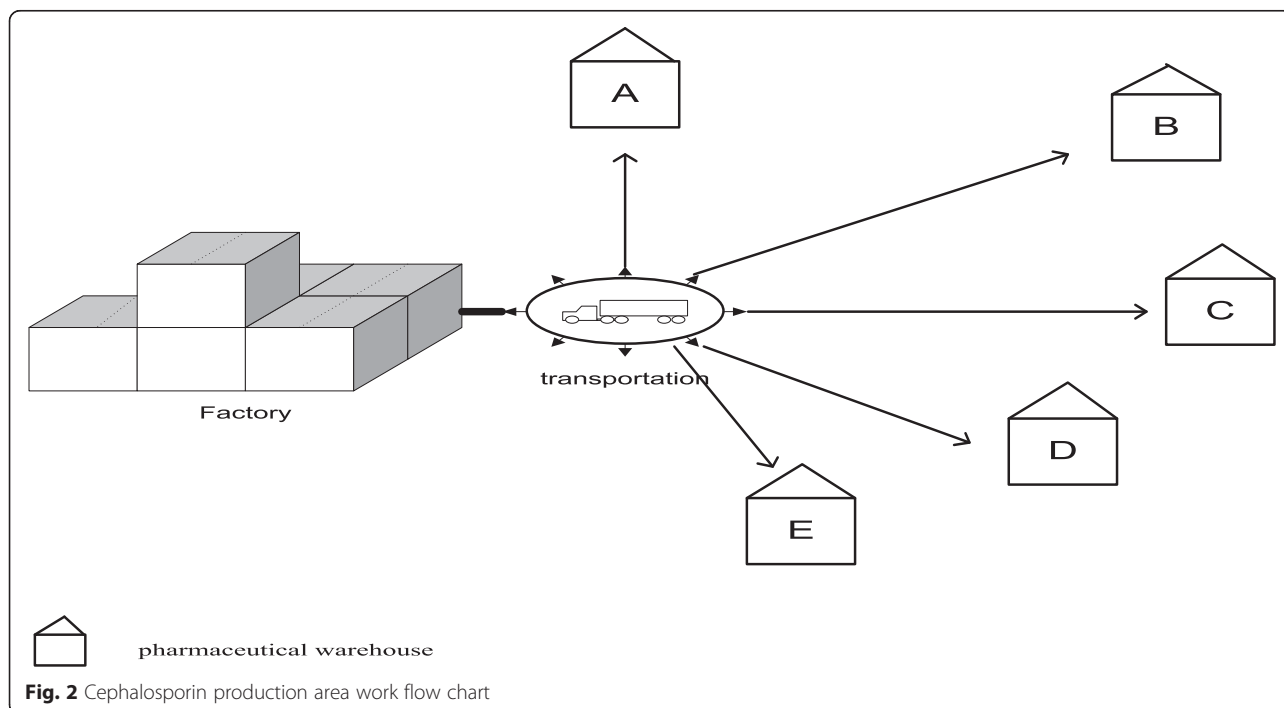 A
B
C
transportation
Factory
D
E
pharmaceutical warehouse
Fig. 2 Cephalosporin production area work flow chart